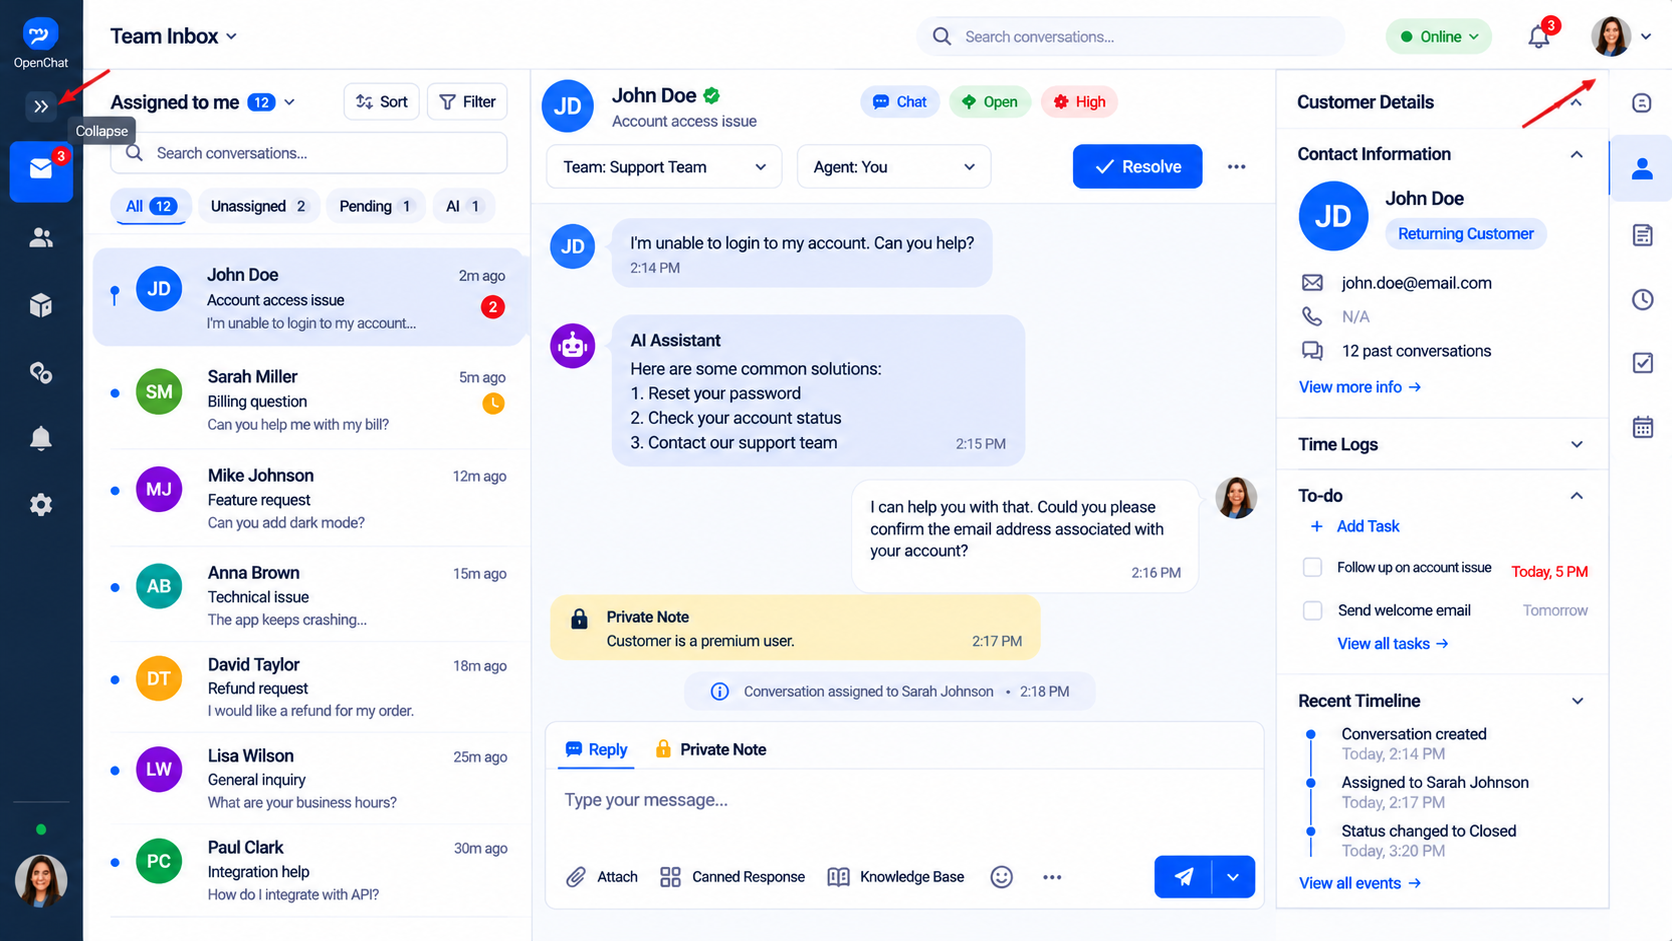 OpenChat
Collapse
3
Team Inbox
Search conversations...
Online
3
Assigned to me 12
Sort
Filter
Search conversations...
All 12
Unassigned 2
Pending 1
AI 1
JD
John Doe
2m ago
Account access issue
2
I'm unable to login to my account...
SM
Sarah Miller
5m ago
Billing question
Can you help me with my bill?
MJ
Mike Johnson
12m ago
Feature request
Can you add dark mode?
AB
Anna Brown
15m ago
Technical issue
The app keeps crashing...
DT
David Taylor
18m ago
Refund request
I would like a refund for my order.
LW
Lisa Wilson
25m ago
General inquiry
What are your business hours?
PC
Paul Clark
30m ago
Integration help
How do I integrate with API?
JD
John Doe
Account access issue
Chat
Open
High
Team: Support Team
Agent: You
Resolve
JD
I'm unable to login to my account. Can you help?
2:14 PM
AI Assistant
Here are some common solutions:
1. Reset your password
2. Check your account status
3. Contact our support team
2:15 PM
I can help you with that. Could you please
confirm the email address associated with
your account?
2:16 PM
Private Note
Customer is a premium user.
2:17 PM
Conversation assigned to Sarah Johnson • 2:18 PM
Reply
Private Note
Type your message...
Attach
Canned Response
Knowledge Base
Customer Details
Contact Information
JD
John Doe
Returning Customer
john.doe@email.com
N/A
12 past conversations
View more info →
Time Logs
To-do
+ Add Task
Follow up on account issue
Today, 5 PM
Send welcome email
Tomorrow
View all tasks →
Recent Timeline
Conversation created
Today, 2:14 PM
Assigned to Sarah Johnson
Today, 2:17 PM
Status changed to Closed
Today, 3:20 PM
View all events →